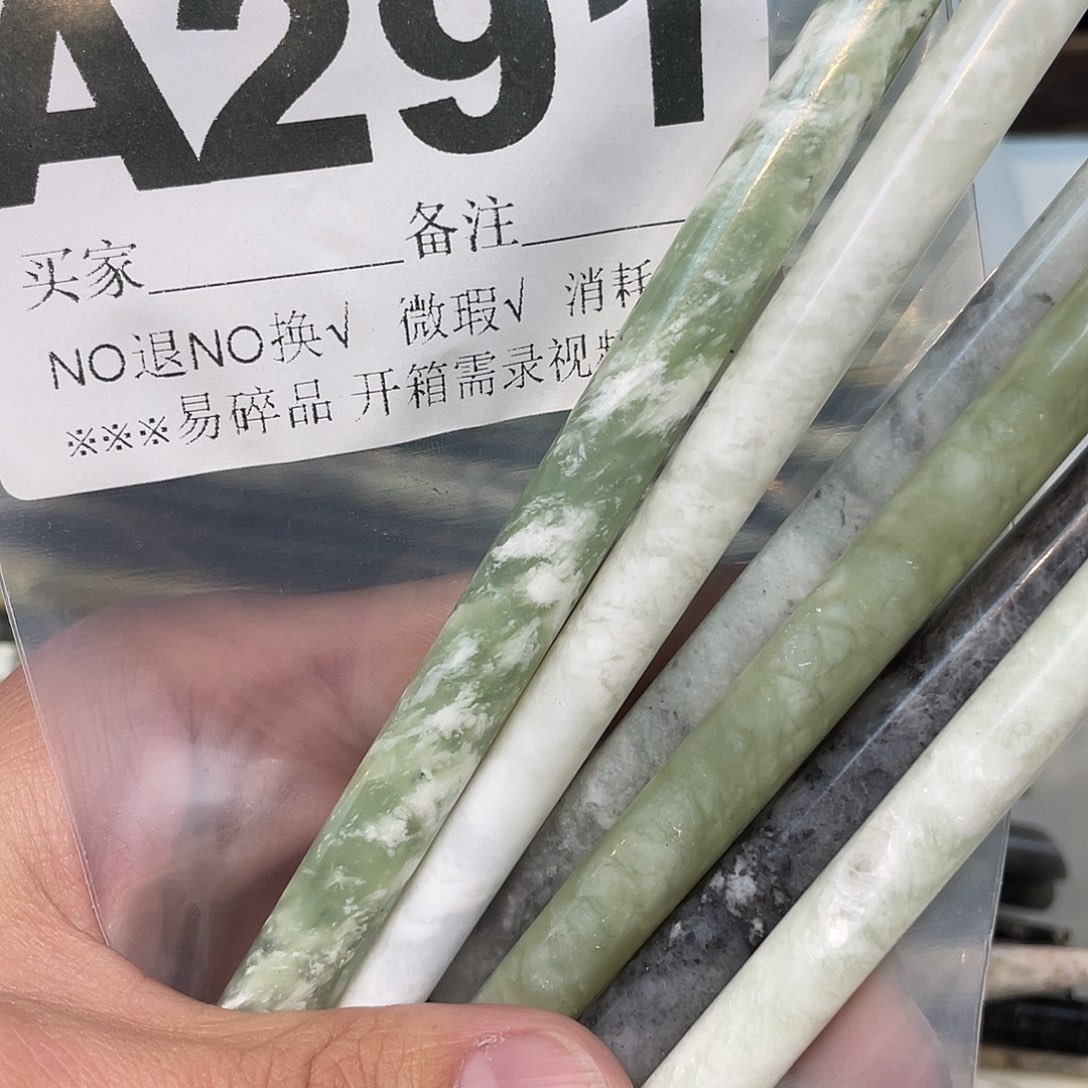 A291
买家 备注
NO退NO换√ 微瑕√ 消耗
※※※易碎品 开箱需录视